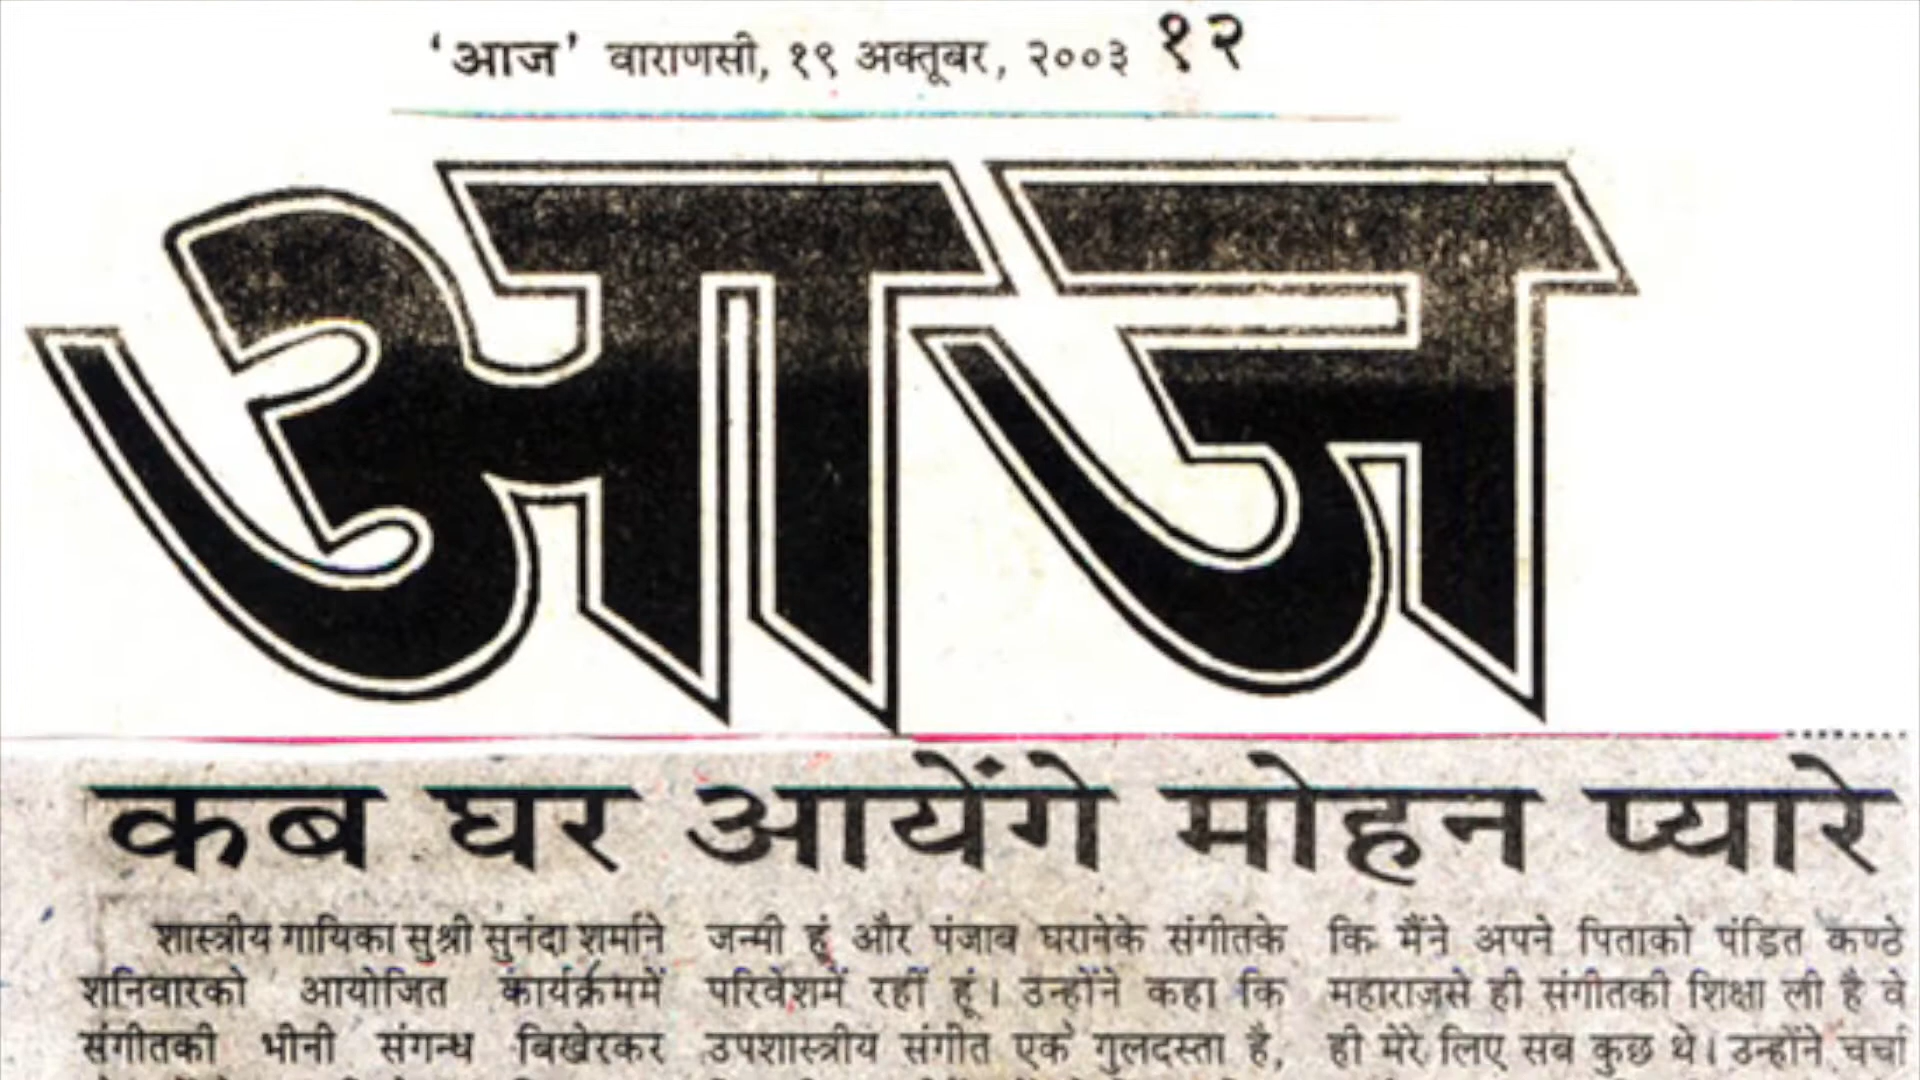 ‘आज’ वाराणसी, १९ अक्तूबर, २००३ १२
आज
कब घर आयेंगे मोहन प्यारे
शास्त्रीय गायिका सुश्री सुनंदा शर्माने
शनिवारको आयोजित कार्यक्रममें
संगीतकी भीनी संगन्ध बिखेरकर
जन्मी हूं और पंजाब घरानेके संगीतके
परिवेशमें रहीं हूं। उन्होंने कहा कि
उपशास्त्रीय संगीत एक गुलदस्ता है,
कि मैंने अपने पिताको पंडित कण्ठे
महाराजसे ही संगीतकी शिक्षा ली है वे
ही मेरे लिए सब कुछ थे। उन्होंने चर्चा